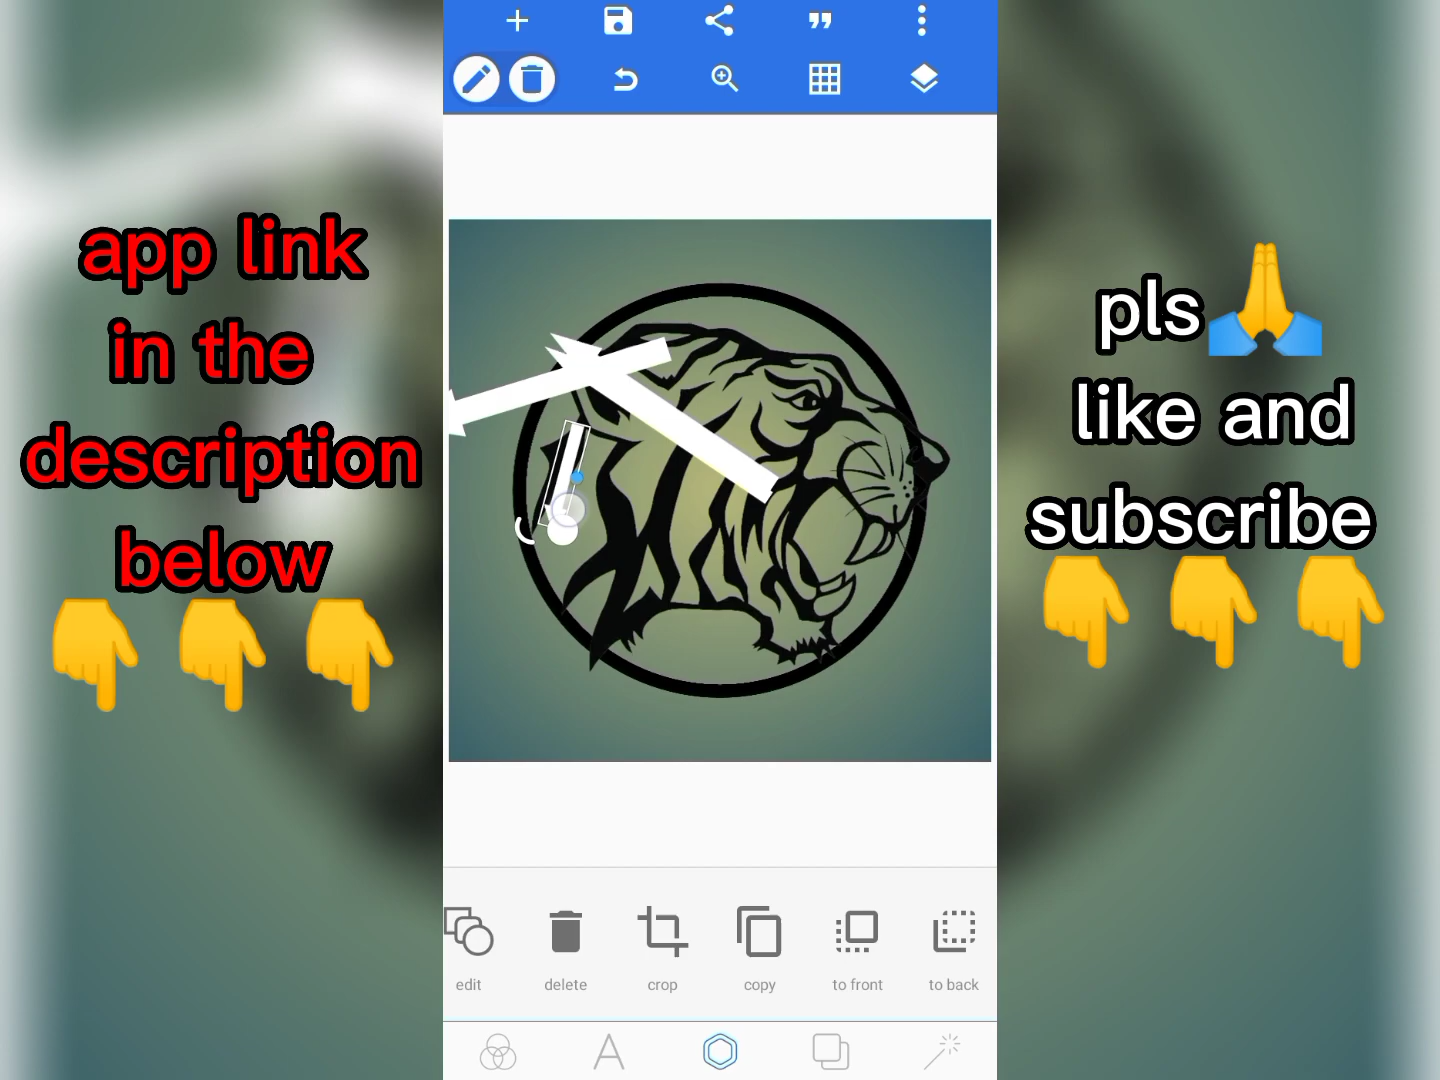 app link
in the
description
below
pls
like and
subscribe
edit
delete
crop
copy
to front
to back